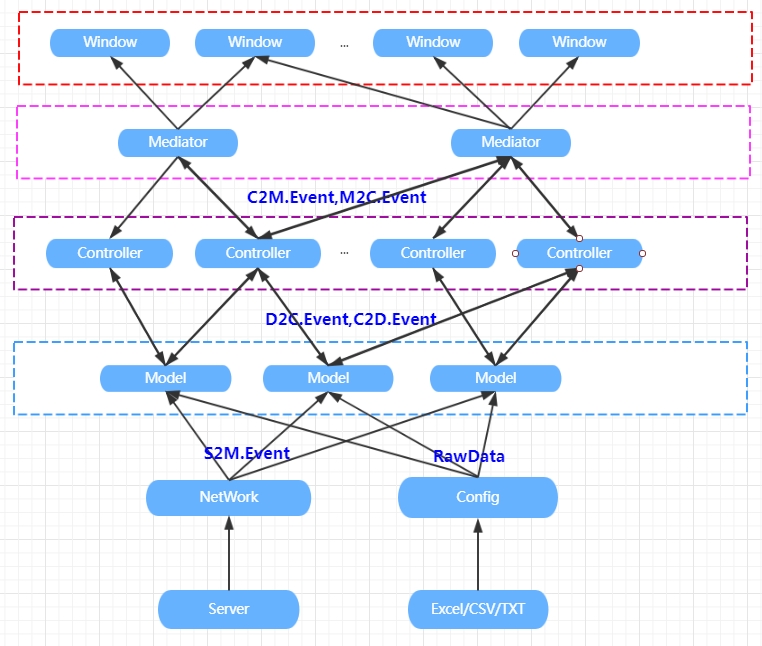 Window
Window
...
Window
Window
Mediator
Mediator
C2M.Event,M2C.Event
Controller
Controller
...
Controller
Controller
D2C.Event,C2D.Event
Model
Model
Model
S2M.Event
RawData
NetWork
Config
Server
Excel/CSV/TXT